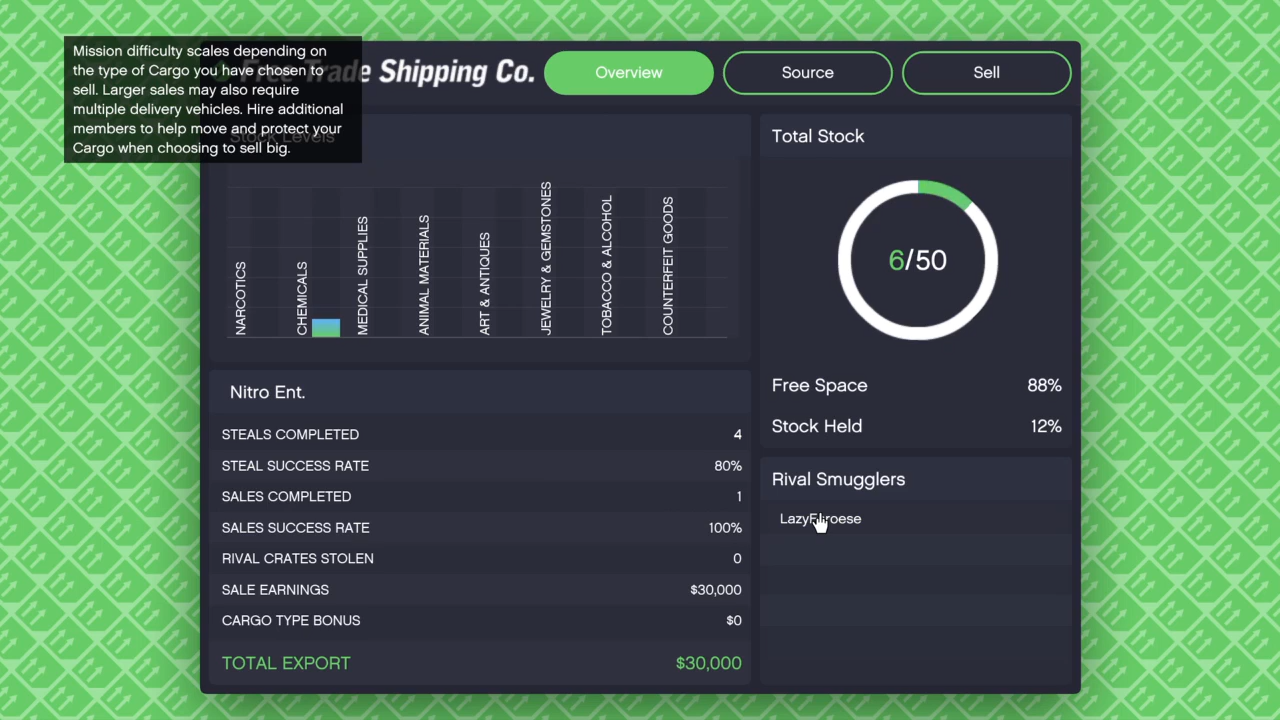 Mission difficulty scales depending on
the type of Cargo you have chosen to
sell. Larger sales may also require
multiple delivery vehicles. Hire additional
members to help move and protect your
Cargo when choosing to sell big.
Free Trade Shipping Co.
Overview
Source
Sell
Stock Levels
NARCOTICS
CHEMICALS
MEDICAL SUPPLIES
ANIMAL MATERIALS
ART & ANTIQUES
JEWELRY & GEMSTONES
TOBACCO & ALCOHOL
COUNTERFEIT GOODS
Total Stock
6/50
Free Space 88%
Stock Held 12%
Nitro Ent.
STEALS COMPLETED 4
STEAL SUCCESS RATE 80%
SALES COMPLETED 1
SALES SUCCESS RATE 100%
RIVAL CRATES STOLEN 0
SALE EARNINGS $30,000
CARGO TYPE BONUS $0
TOTAL EXPORT $30,000
Rival Smugglers